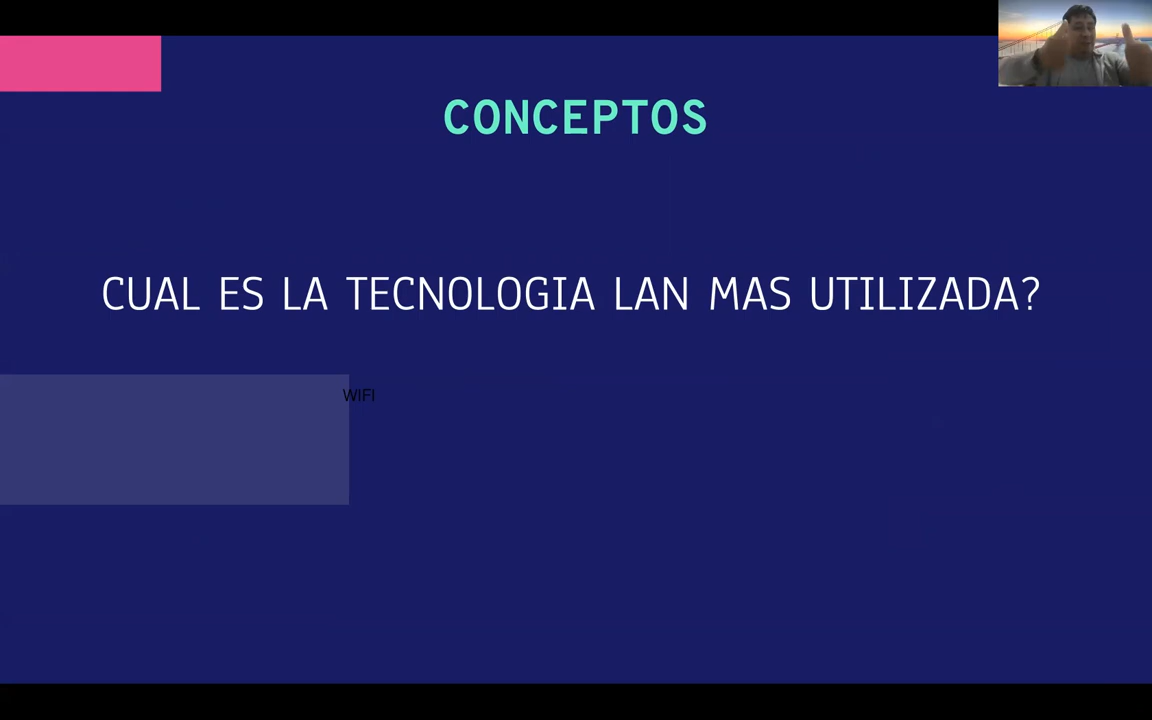 CONCEPTOS
CUAL ES LA TECNOLOGIA LAN MAS UTILIZADA?
WIFI